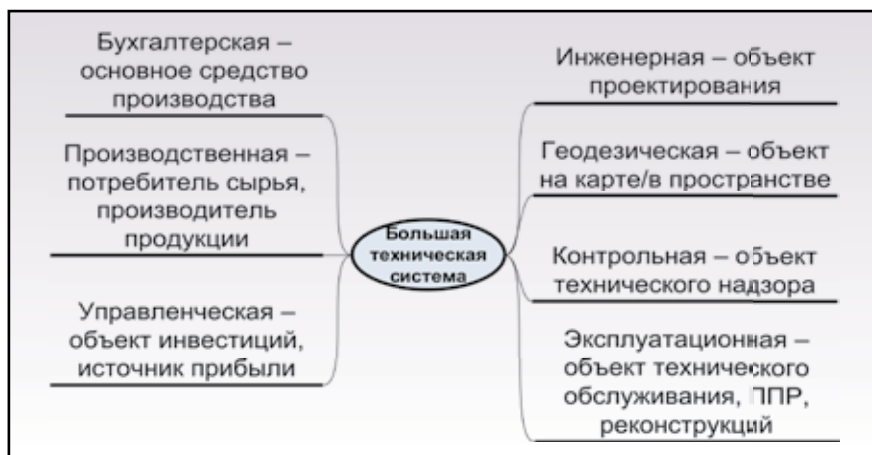 Бухгалтерская –
основное средство
производства
Производственная –
потребитель сырья,
производитель
продукции
Управленческая –
объект инвестиций,
источник прибыли
Большая
техническая
система
Инженерная – объект
проектирования
Геодезическая – объект
на карте/в пространстве
Контрольная – объект
технического надзора
Эксплуатационная –
объект технического
обслуживания, ППР,
реконструкций